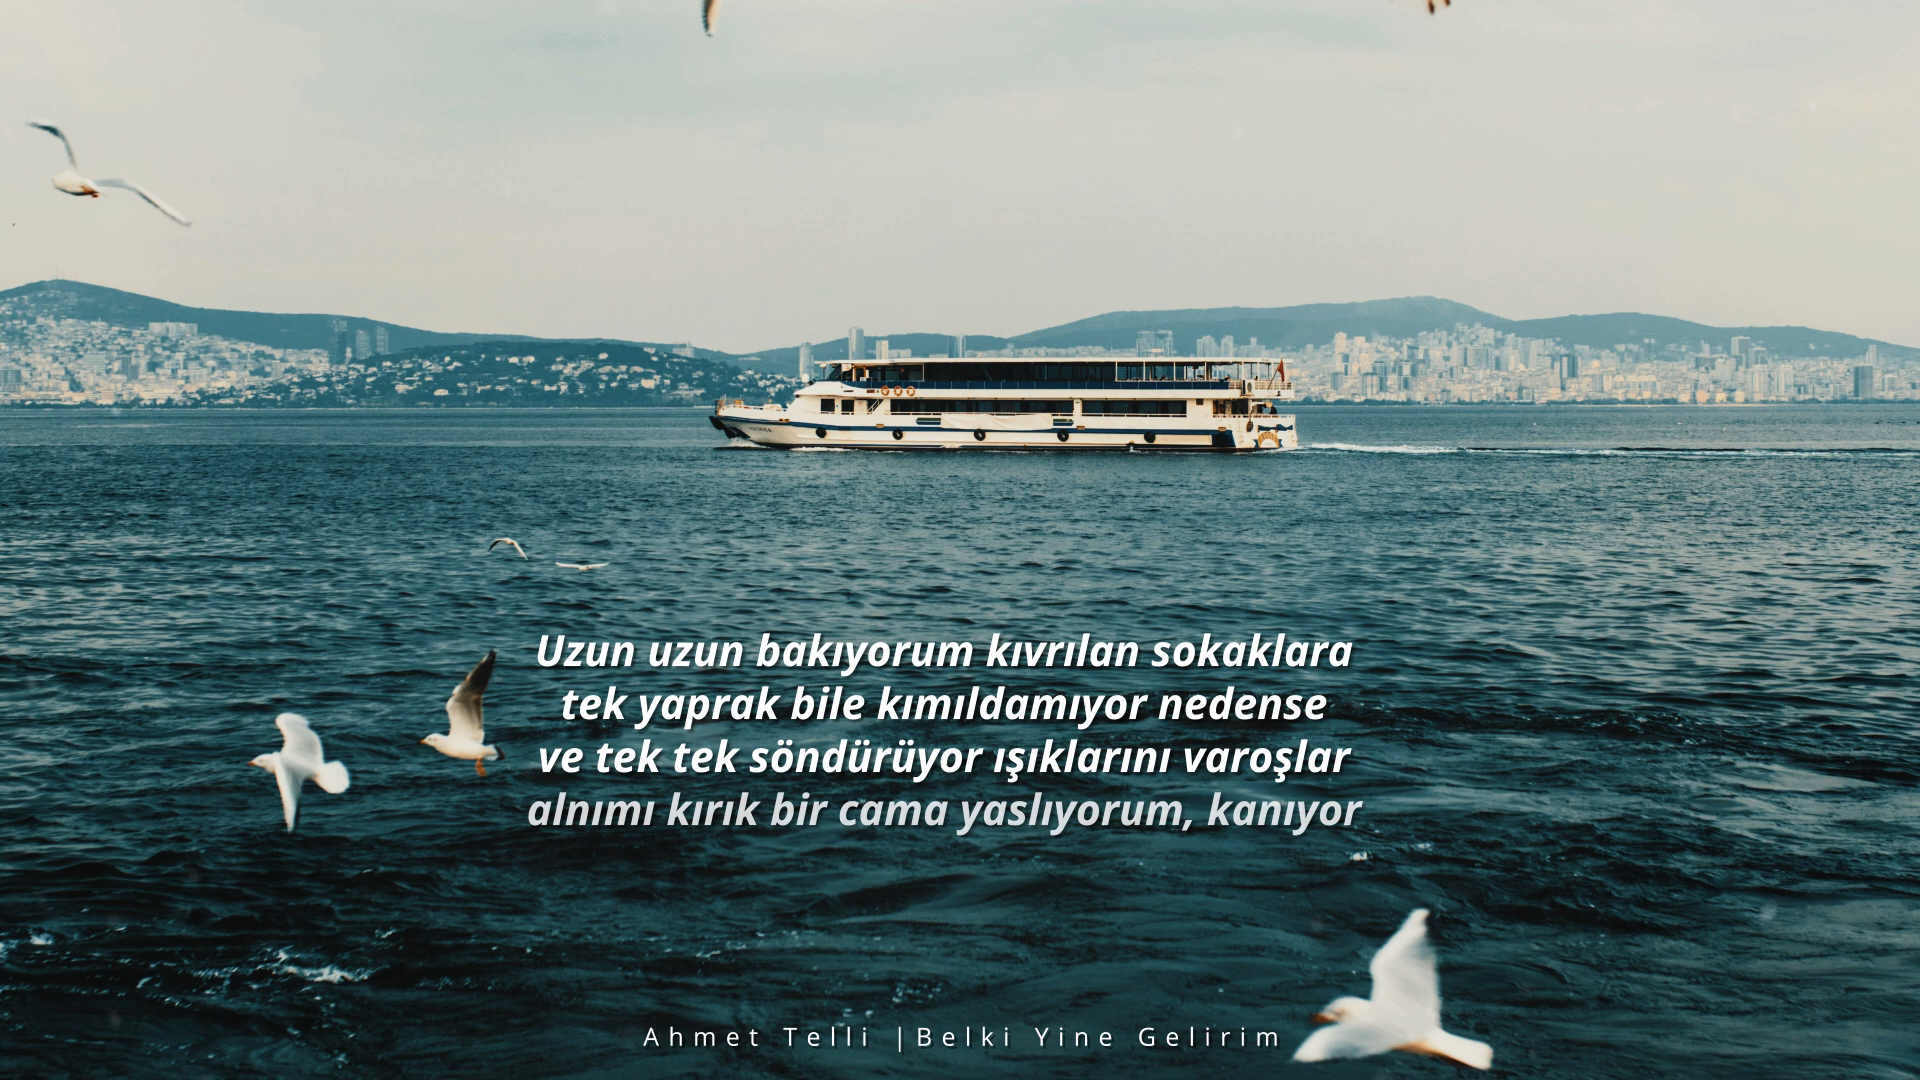 Uzun uzun bakıyorum kıvrılan sokaklara
tek yaprak bile kımıldamıyor nedense
ve tek tek söndürüyor ışıklarını varoşlar
alnımı kırık bir cama yaslıyorum, kanıyor
Ahmet Telli |Belki Yine Gelirim